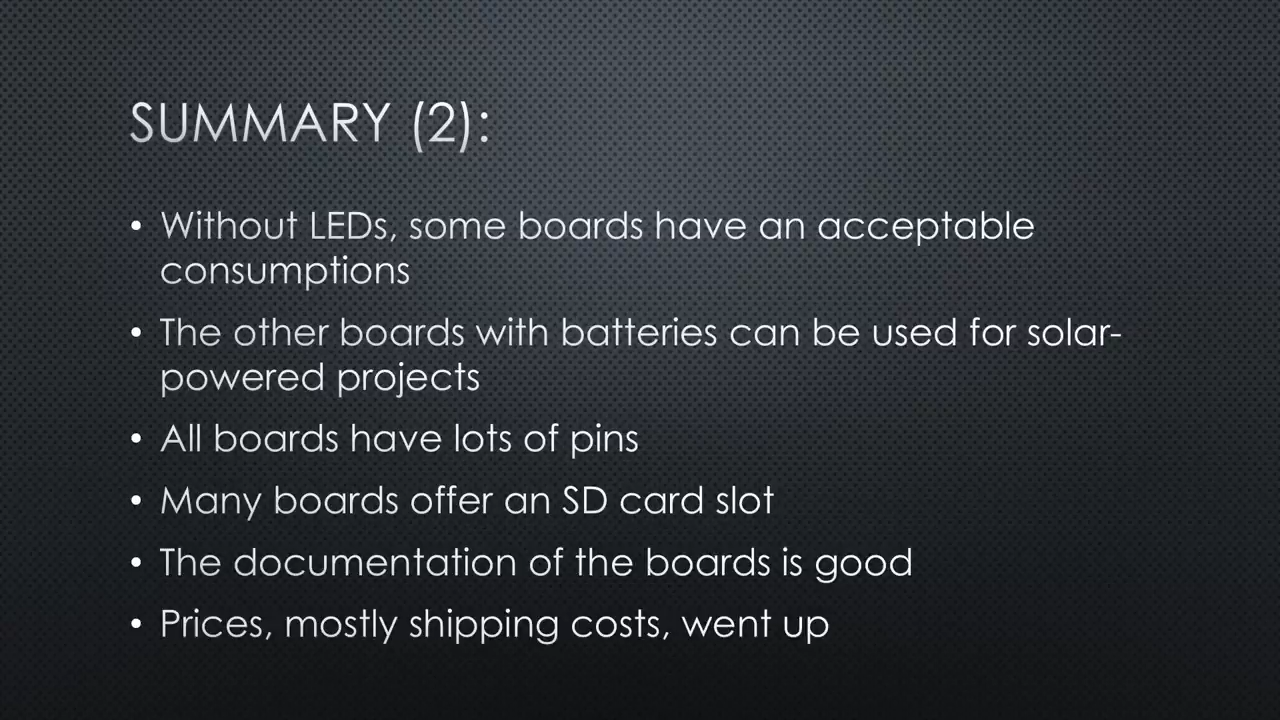 SUMMARY (2):
• Without LEDs, some boards have an acceptable
consumptions
• The other boards with batteries can be used for solar-
powered projects
• All boards have lots of pins
• Many boards offer an SD card slot
• The documentation of the boards is good
• Prices, mostly shipping costs, went up